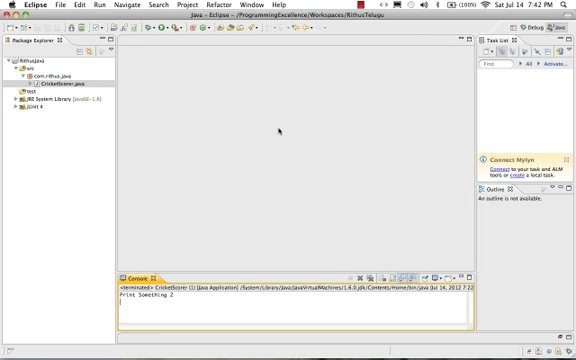 Eclipse File Edit Run Navigate Search Project Refactor Window Help
(0:55) Sat Jul 14 7:42 PM
Java - Eclipse - /ProgrammingExcellence/Workspaces/RithusTelugu
Debug Java
Package Explorer
RithusJava
src
com.rithus.java
CricketScorer.java
test
JRE System Library [JavaSE-1.6]
JUnit 4
Task List
Find All Activate...
Connect Mylyn
Connect to your task and ALM
tools or create a local task.
Outline
An outline is not available.
Console
<terminated> CricketScorer (1) [Java Application] /System/Library/Java/JavaVirtualMachines/1.6.0.jdk/Contents/Home/bin/java (Jul 14, 2012 7:22
Print Something 2